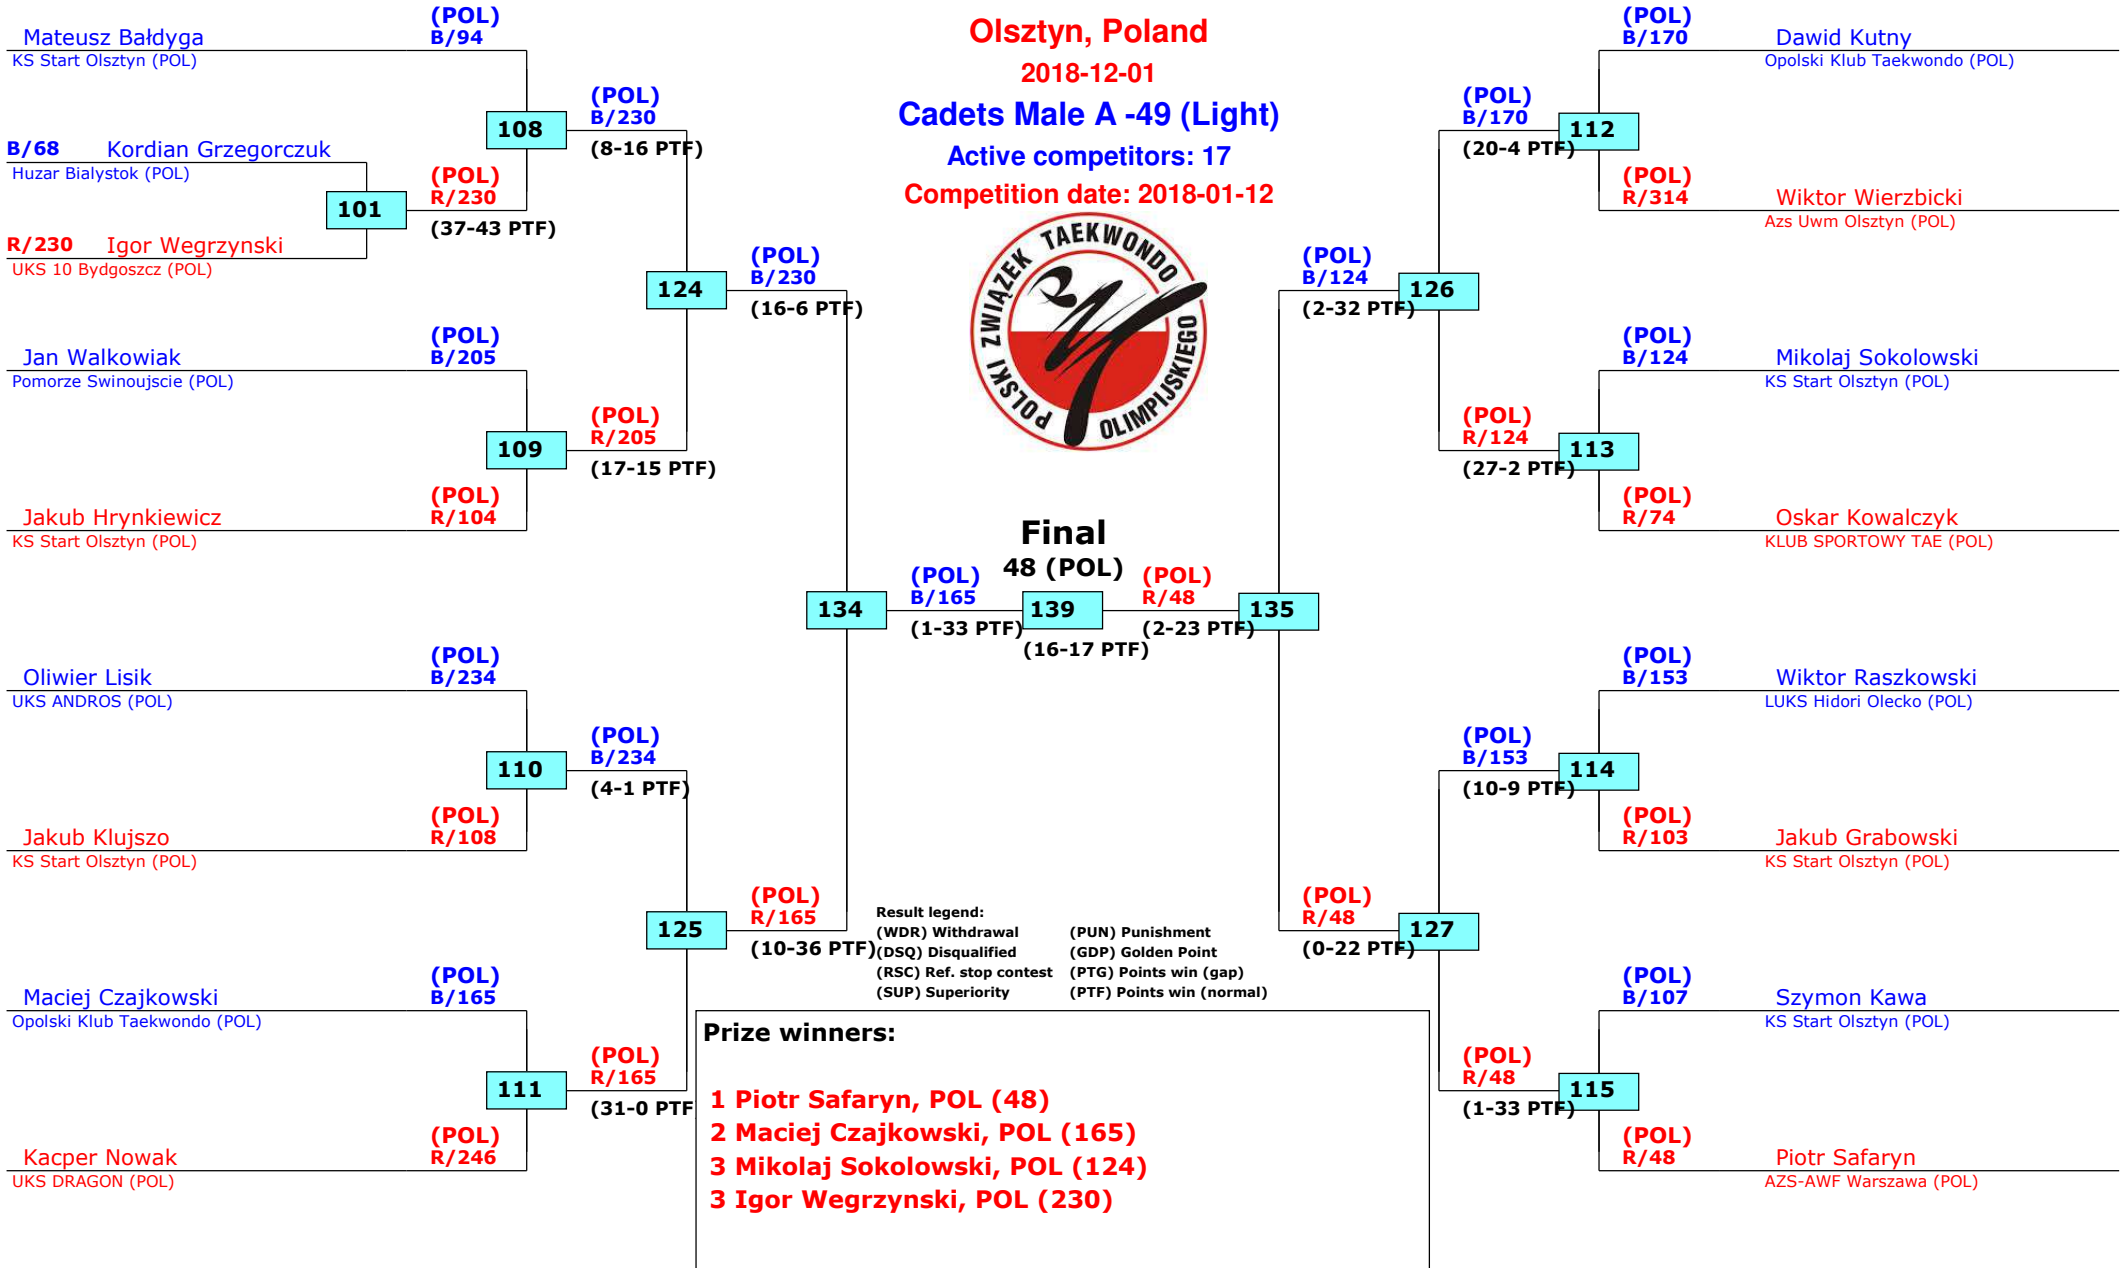 Olsztyn, Poland
2018-12-01
Cadets Male A -49 (Light)
Active competitors: 17
Competition date: 2018-01-12
POLSKI ZWIĄZEK TAEKWONDO OLIMPIJSKIEGO
(POL)
Mateusz Bałdyga B/94
KS Start Olsztyn (POL)
108
(POL)
B/230
(8-16 PTF)
B/68 Kordian Grzegorczuk
Huzar Bialystok (POL)
101
(POL)
R/230
(37-43 PTF)
R/230 Igor Wegrzynski
UKS 10 Bydgoszcz (POL)
124
(POL)
B/230
(16-6 PTF)
(POL)
Jan Walkowiak B/205
Pomorze Swinoujscie (POL)
109
(POL)
R/205
(17-15 PTF)
(POL)
Jakub Hrynkiewicz R/104
KS Start Olsztyn (POL)
134
(POL)
B/165
(1-33 PTF)
Final
48 (POL)
139
(16-17 PTF)
(POL)
R/48
(2-23 PTF)
135
(POL)
Oliwier Lisik B/234
UKS ANDROS (POL)
110
(POL)
B/234
(4-1 PTF)
(POL)
Jakub Klujszo R/108
KS Start Olsztyn (POL)
125
(POL)
R/165
(10-36 PTF)
(POL)
Maciej Czajkowski B/165
Opolski Klub Taekwondo (POL)
111
(POL)
R/165
(31-0 PTF
(POL)
Kacper Nowak R/246
UKS DRAGON (POL)
(POL)
B/170 Dawid Kutny
Opolski Klub Taekwondo (POL)
(POL)
B/170
(20-4 PTF)
112
(POL)
R/314 Wiktor Wierzbicki
Azs Uwm Olsztyn (POL)
(POL)
B/124
(2-32 PTF)
126
(POL)
B/124 Mikolaj Sokolowski
KS Start Olsztyn (POL)
(POL)
R/124
(27-2 PTF)
113
(POL)
R/74 Oskar Kowalczyk
KLUB SPORTOWY TAE (POL)
(POL)
B/153 Wiktor Raszkowski
LUKS Hidori Olecko (POL)
(POL)
B/153
(10-9 PTF)
114
(POL)
R/103 Jakub Grabowski
KS Start Olsztyn (POL)
(POL)
R/48
(0-22 PTF)
127
(POL)
B/107 Szymon Kawa
KS Start Olsztyn (POL)
(POL)
R/48
(1-33 PTF)
115
(POL)
R/48 Piotr Safaryn
AZS-AWF Warszawa (POL)
Result legend:
(WDR) Withdrawal (PUN) Punishment
(DSQ) Disqualified (GDP) Golden Point
(RSC) Ref. stop contest (PTG) Points win (gap)
(SUP) Superiority (PTF) Points win (normal)
Prize winners:
1 Piotr Safaryn, POL (48)
2 Maciej Czajkowski, POL (165)
3 Mikolaj Sokolowski, POL (124)
3 Igor Wegrzynski, POL (230)